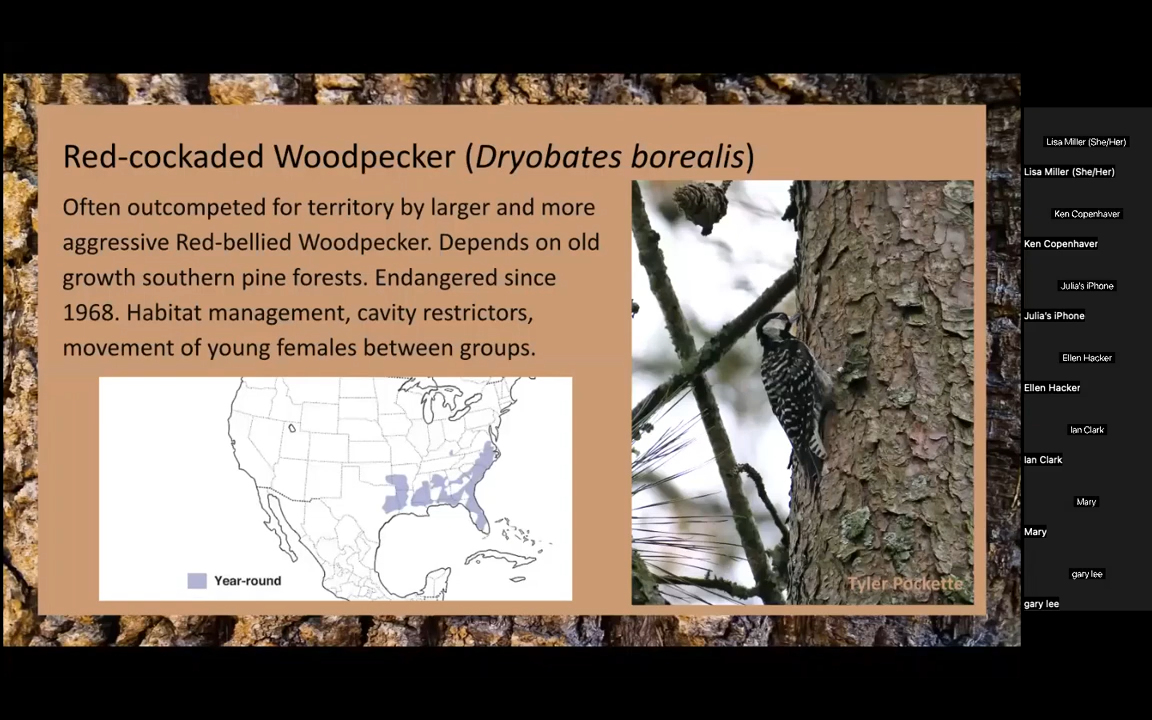 Red-cockaded Woodpecker (Dryobates borealis)
Often outcompeted for territory by larger and more
aggressive Red-bellied Woodpecker. Depends on old
growth southern pine forests. Endangered since
1968. Habitat management, cavity restrictors,
movement of young females between groups.
Year-round
Tyler Pockette
Lisa Miller (She/Her)
Lisa Miller (She/Her)
Ken Copenhaver
Ken Copenhaver
Julia's iPhone
Julia's iPhone
Ellen Hacker
Ellen Hacker
Ian Clark
Ian Clark
Mary
Mary
gary lee
gary lee